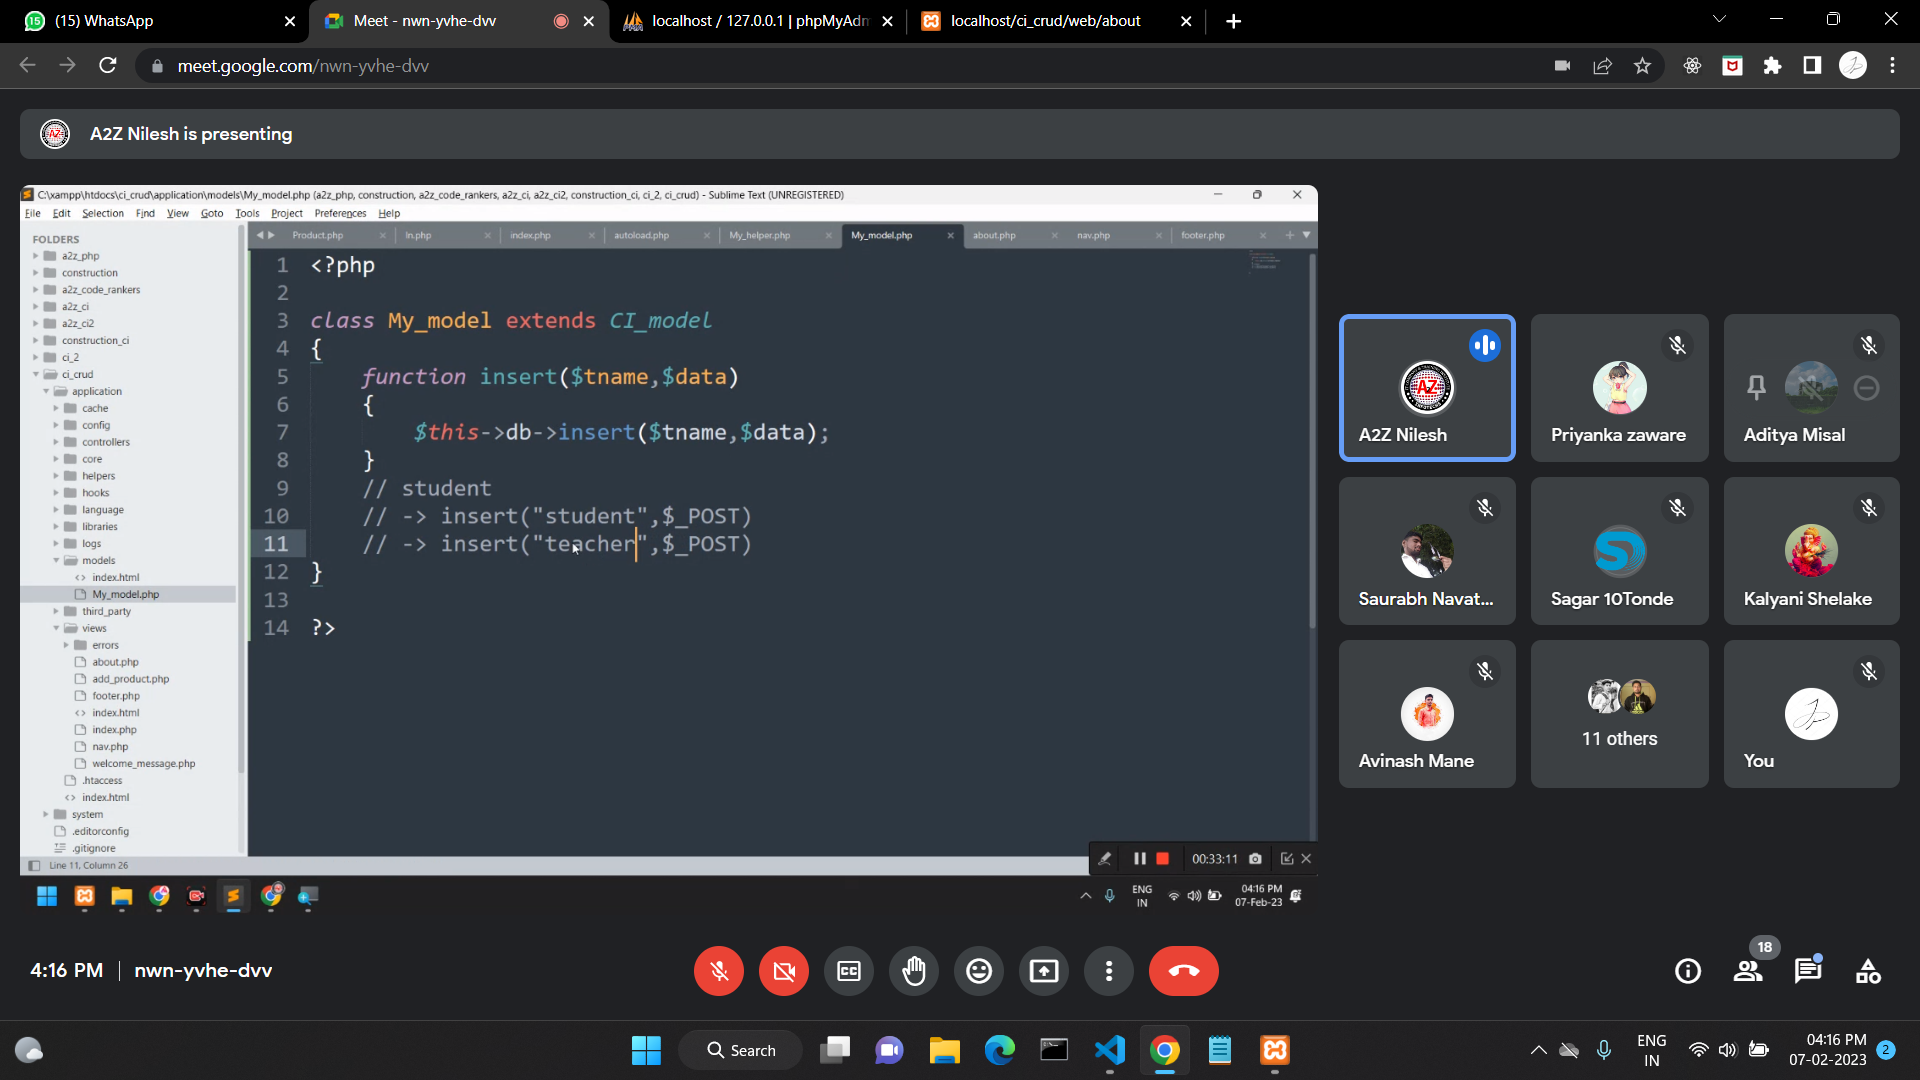 (15) WhatsApp
Meet - nwn-yvhe-dvv
localhost / 127.0.0.1 | phpMyAdm
localhost/ci_crud/web/about
meet.google.com/nwn-yvhe-dvv
A2Z Nilesh is presenting
C:\xampp\htdocs\ci_crud\application\models\My_model.php (a2z_php, construction, a2z_code_rankers, a2z_ci, a2z_ci2, construction_ci, ci_2, ci_crud) - Sublime Text (UNREGISTERED)
File Edit Selection Find View Goto Tools Project Preferences Help
FOLDERS
a2z_php
construction
a2z_code_rankers
a2z_ci
a2z_ci2
construction_ci
ci_2
ci_crud
application
cache
config
controllers
core
helpers
hooks
language
libraries
logs
models
index.html
My_model.php
third_party
views
errors
about.php
add_product.php
footer.php
index.html
index.php
nav.php
welcome_message.php
.htaccess
index.html
system
.editorconfig
.gitignore
Product.php ln.php index.php autoload.php My_helper.php My_model.php about.php nav.php footer.php
1 <?php
2
3 class My_model extends CI_model
4 {
5 function insert($tname,$data)
6 {
7 $this->db->insert($tname,$data);
8 }
9 // student
10 // -> insert("student",$_POST)
11 // -> insert("teacher",$_POST)
12 }
13
14 ?>
Line 11, Column 26
00:33:11
ENG
IN
04:16 PM
07-Feb-23
A2Z Nilesh
Priyanka zaware
Aditya Misal
Saurabh Navat...
Sagar 10Tonde
Kalyani Shelake
Avinash Mane
11 others
You
4:16 PM | nwn-yvhe-dvv
18
Search
ENG
IN
04:16 PM
07-02-2023
2